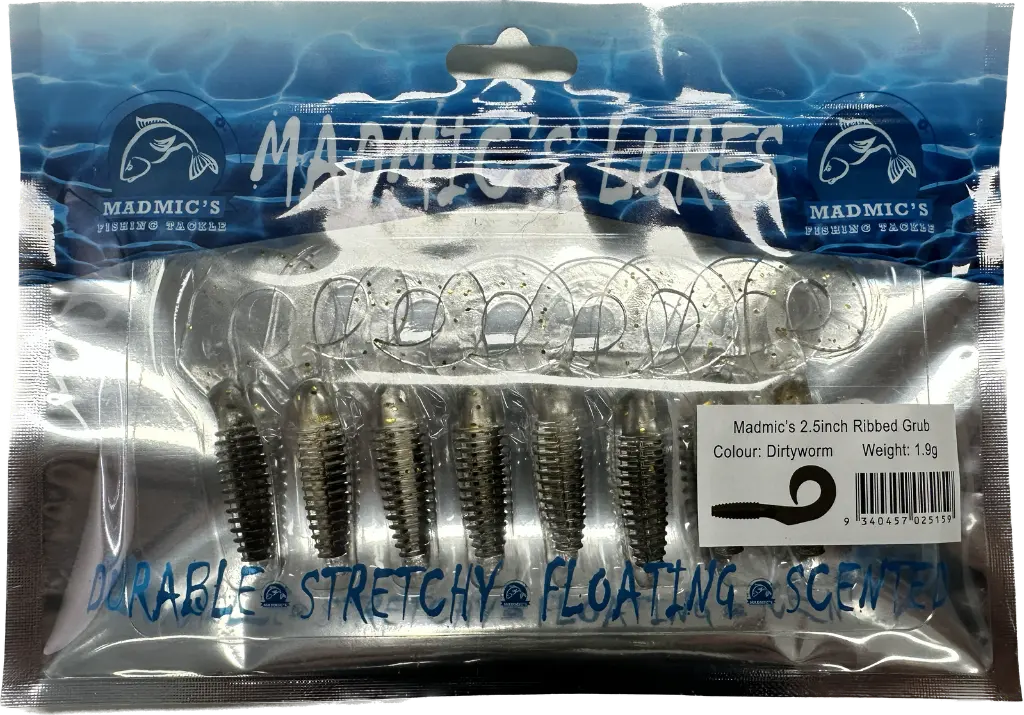 MADMIC'S LURES
MADMIC'S
FISHING TACKLE
MADMIC'S
FISHING TACKLE
Madmic's 2.5inch Ribbed Grub
Colour: Dirtyworm Weight: 1.9g
9 340457 025159
DURABLE STRETCHY FLOATING SCENTED